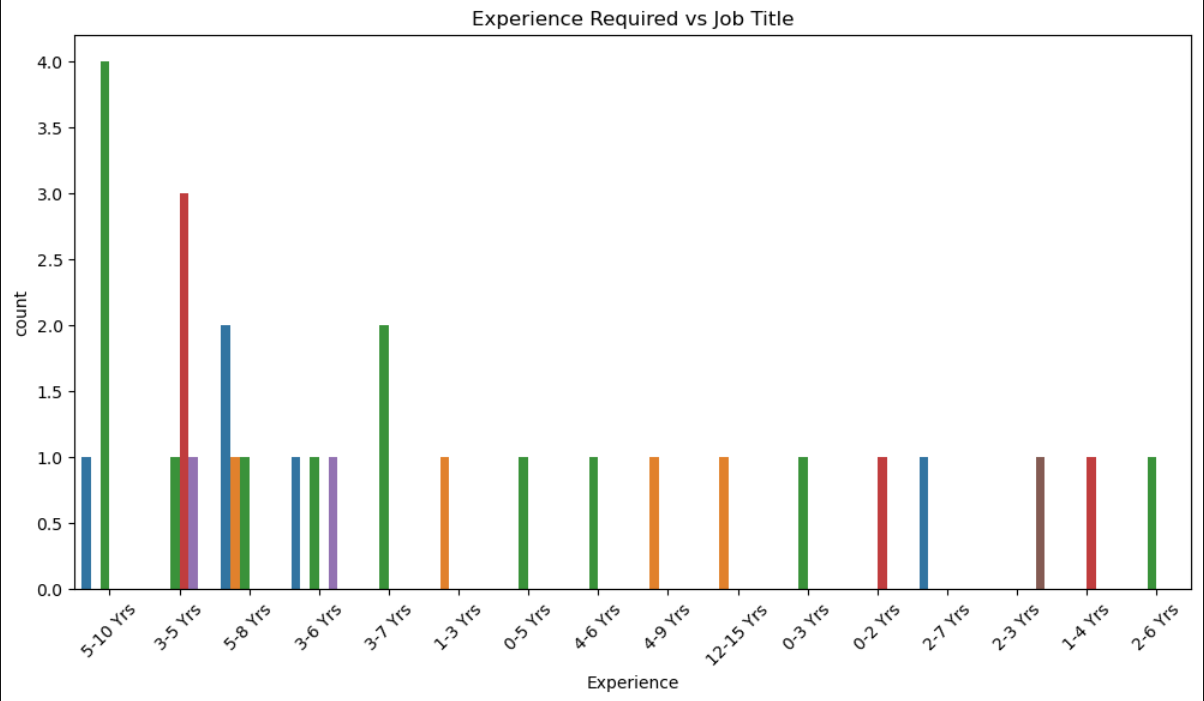 Experience Required vs Job Title
count
4.0
3.5
3.0
2.5
2.0
1.5
1.0
0.5
0.0
5-10 Yrs
3-5 Yrs
5-8 Yrs
3-6 Yrs
3-7 Yrs
1-3 Yrs
0-5 Yrs
4-6 Yrs
4-9 Yrs
12-15 Yrs
0-3 Yrs
0-2 Yrs
2-7 Yrs
2-3 Yrs
1-4 Yrs
2-6 Yrs
Experience